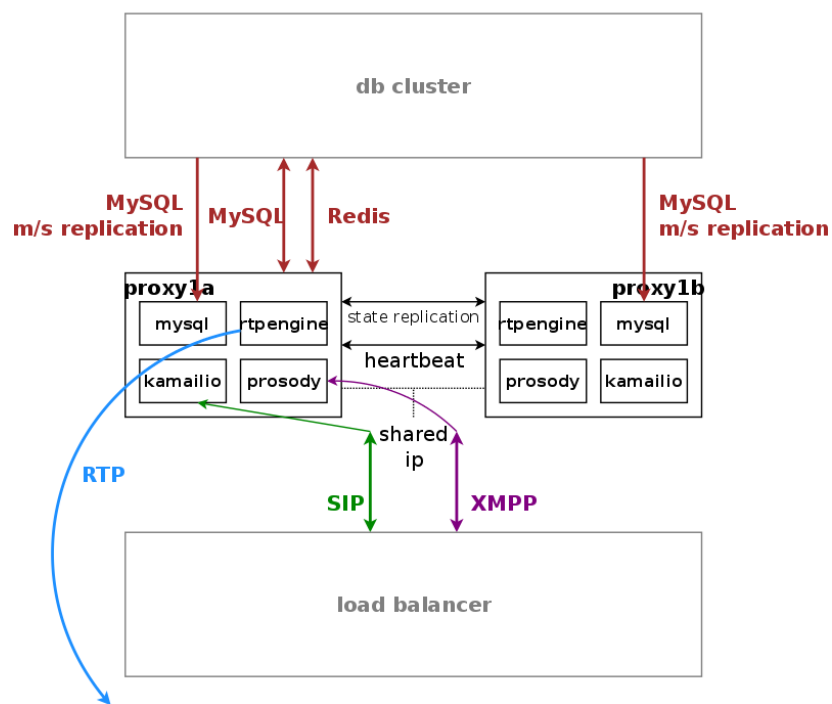 db cluster
MySQL
m/s replication
MySQL
Redis
MySQL
m/s replication
proxy1a
proxy1b
mysql
rtpengine
state replication
rtpengine
mysql
heartbeat
kamailio
prosody
prosody
kamailio
shared
ip
RTP
SIP
XMPP
load balancer